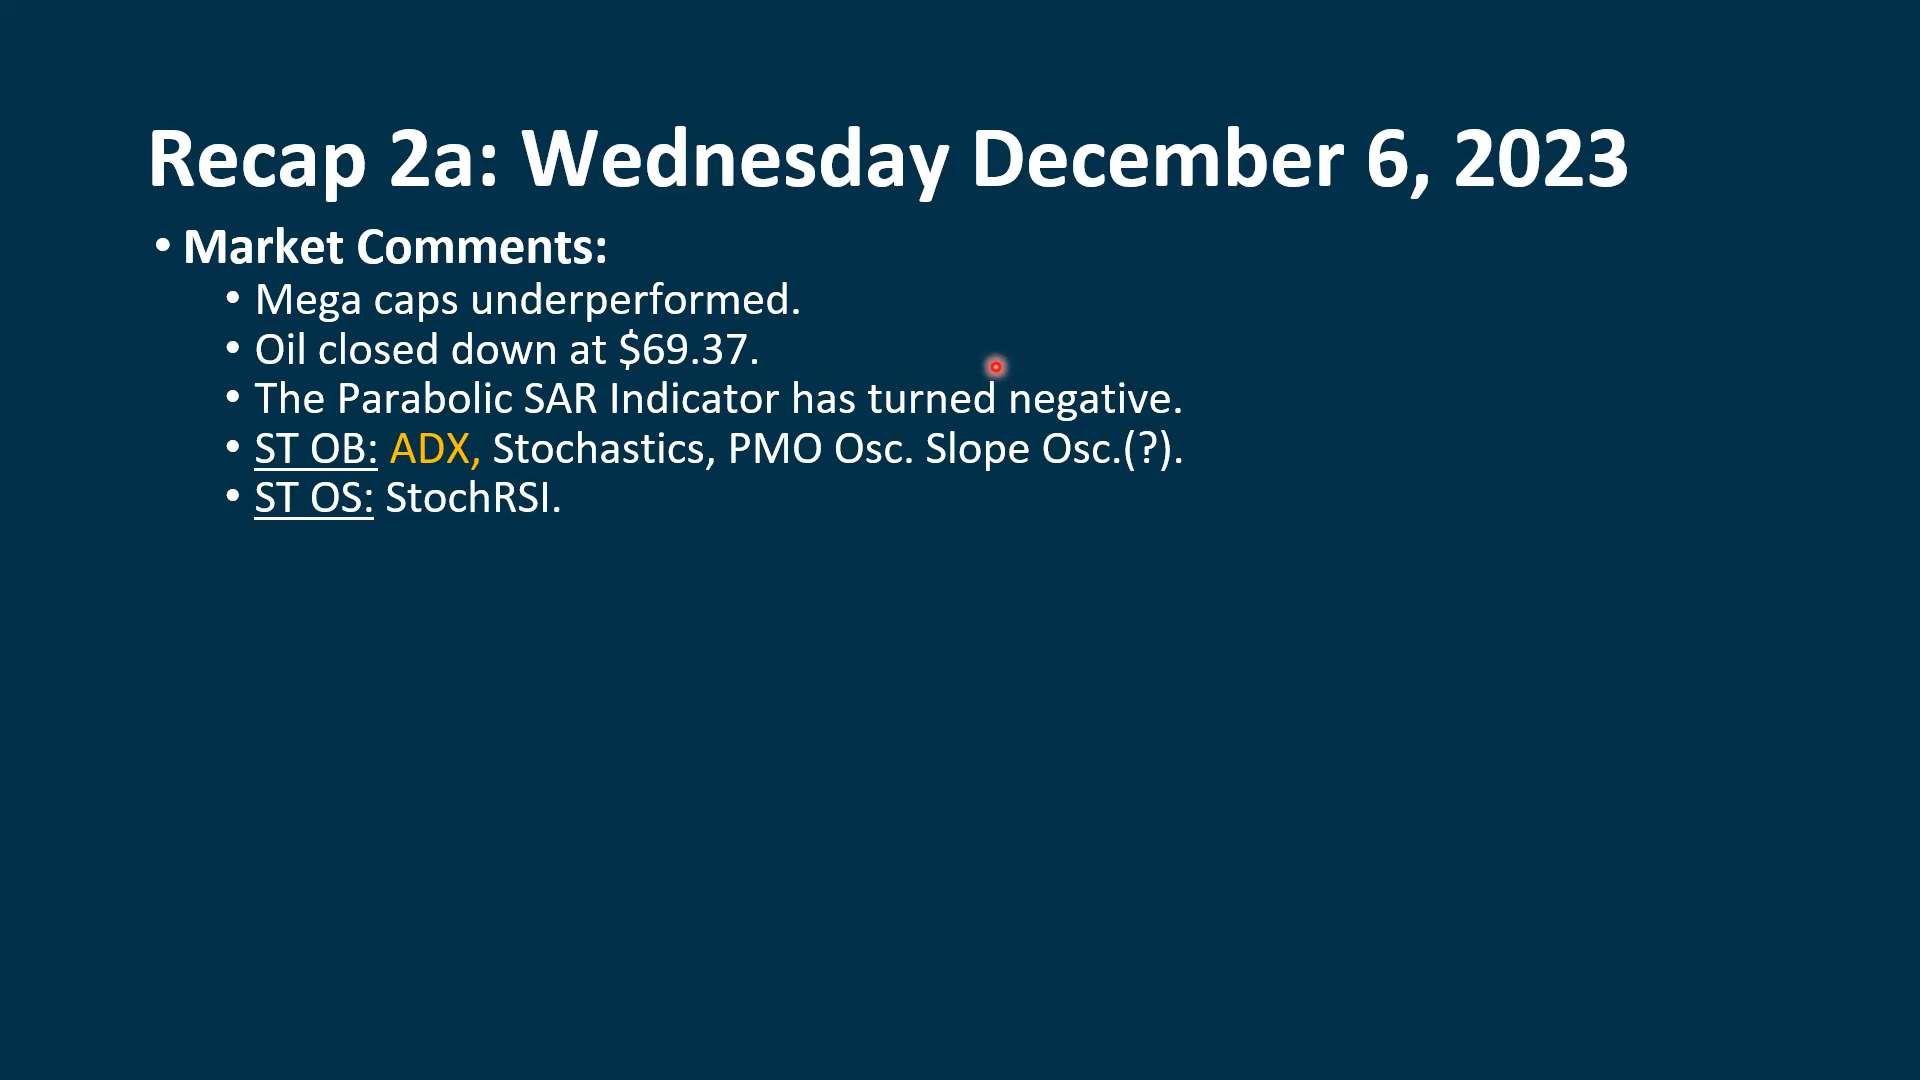 Recap 2a: Wednesday December 6, 2023
• Market Comments:
• Mega caps underperformed.
• Oil closed down at $69.37.
• The Parabolic SAR Indicator has turned negative.
• ST OB: ADX, Stochastics, PMO Osc. Slope Osc.(?).
• ST OS: StochRSI.